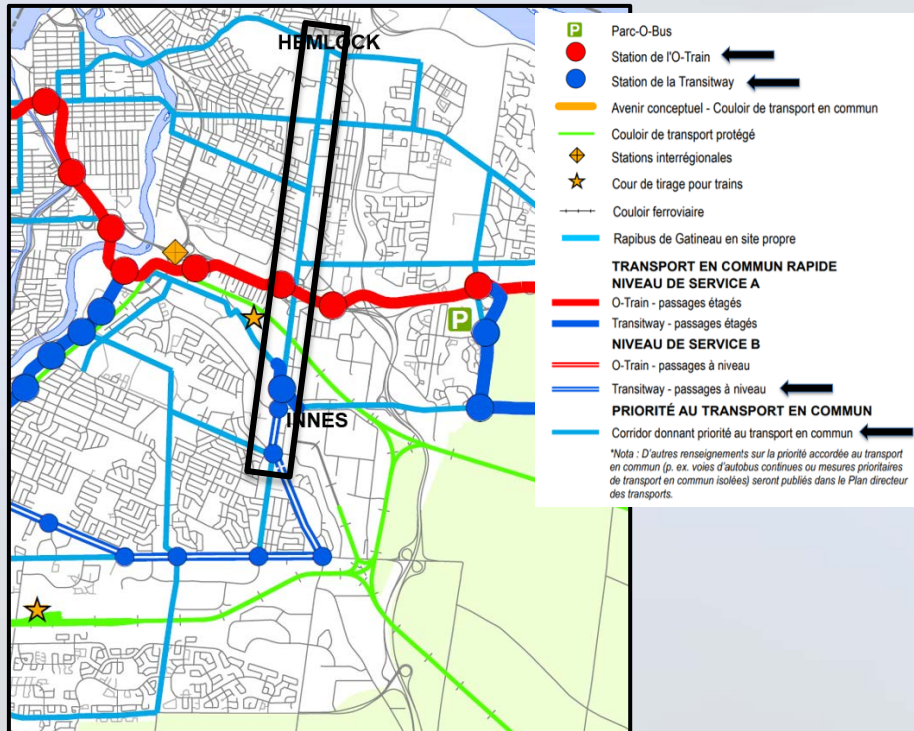 HEMLOCK
INNES
P
P
Parc-O-Bus
Station de l'O-Train
Station de la Transitway
Avenir conceptuel - Couloir de transport en commun
Couloir de transport protégé
Stations interrégionales
Cour de tirage pour trains
Couloir ferroviaire
Rapibus de Gatineau en site propre
TRANSPORT EN COMMUN RAPIDE
NIVEAU DE SERVICE A
O-Train - passages étagés
Transitway - passages étagés
NIVEAU DE SERVICE B
O-Train - passages à niveau
Transitway - passages à niveau
PRIORITÉ AU TRANSPORT EN COMMUN
Corridor donnant priorité au transport en commun
*Nota : D'autres renseignements sur la priorité accordée au transport
en commun (p. ex. voies d'autobus continues ou mesures prioritaires
de transport en commun isolées) seront publiés dans le Plan directeur
des transports.